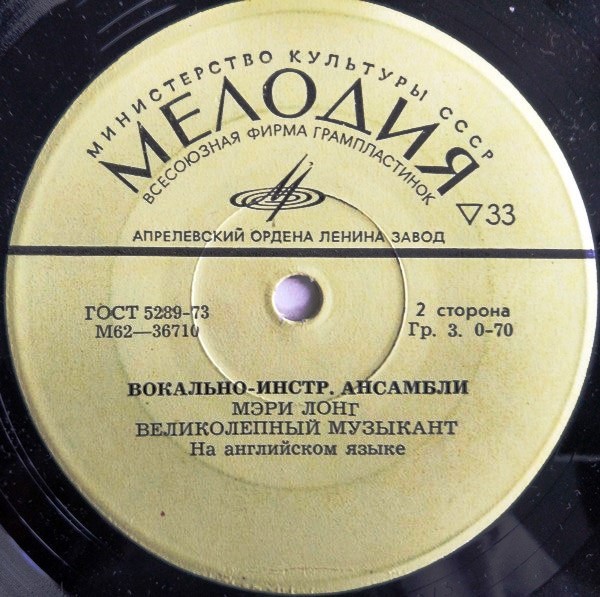 МИНИСТЕРСТВО КУЛЬТУРЫ СССР
МЕЛОДИЯ
ВСЕСОЮЗНАЯ ФИРМА ГРАМПЛАСТИНОК
▽33
АПРЕЛЕВСКИЙ ОРДЕНА ЛЕНИНА ЗАВОД
ГОСТ 5289-73
2 сторона
М62—36710
Гр. 3. 0-70
ВОКАЛЬНО-ИНСТР. АНСАМБЛИ
МЭРИ ЛОНГ
ВЕЛИКОЛЕПНЫЙ МУЗЫКАНТ
На английском языке